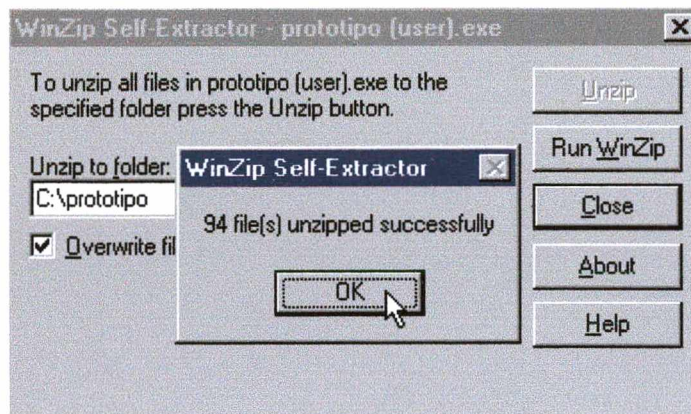 WinZip Self-Extractor - prototipo (user).exe
To unzip all files in prototipo (user).exe to the
specified folder press the Unzip button.
Unzip
Run WinZip
Unzip to folder:
WinZip Self-Extractor
C:\prototipo
Close
94 file(s) unzipped successfully
Overwrite fil
About
OK
Help